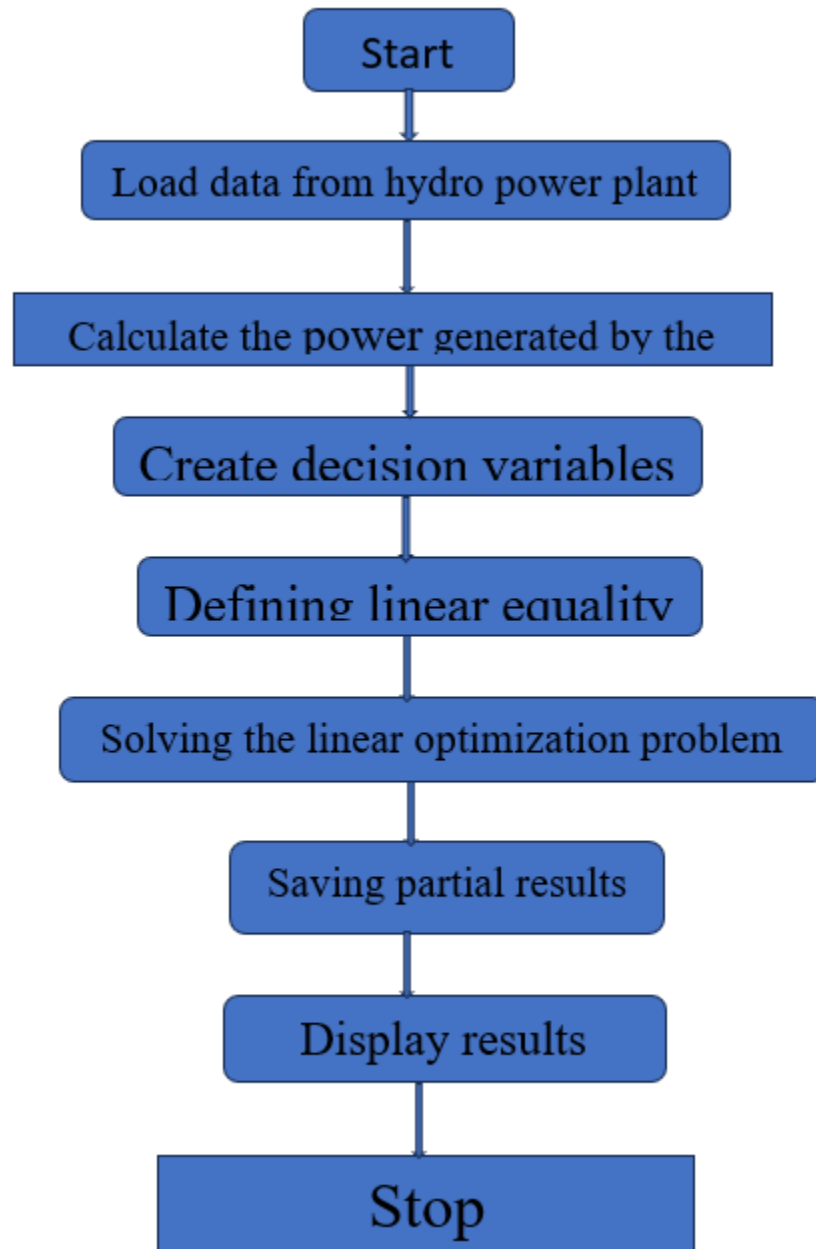 Start
Load data from hydro power plant
Calculate the power generated by the
Create decision variables
Defining linear equality
Solving the linear optimization problem
Saving partial results
Display results
Stop